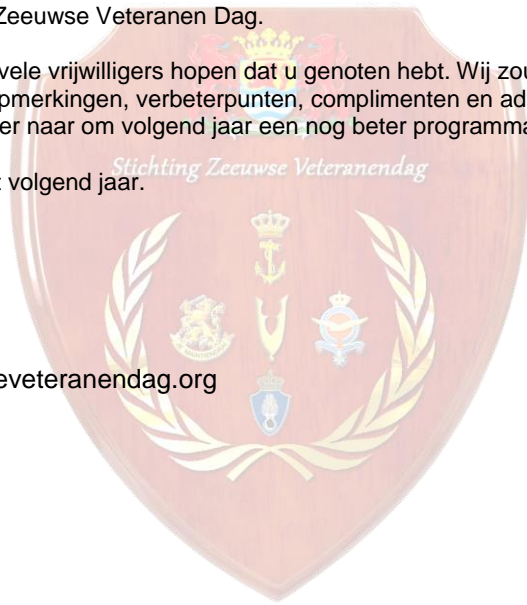 Zeeuwse Veteranen Dag.
vele vrijwilligers hopen dat u genoten hebt. Wij zou
pmerkingen, verbeterpunten, complimenten en ad
er naar om volgend jaar een nog beter programma
Stichting Zeeuwse Veteranendag
t volgend jaar.
eveteranendag.org